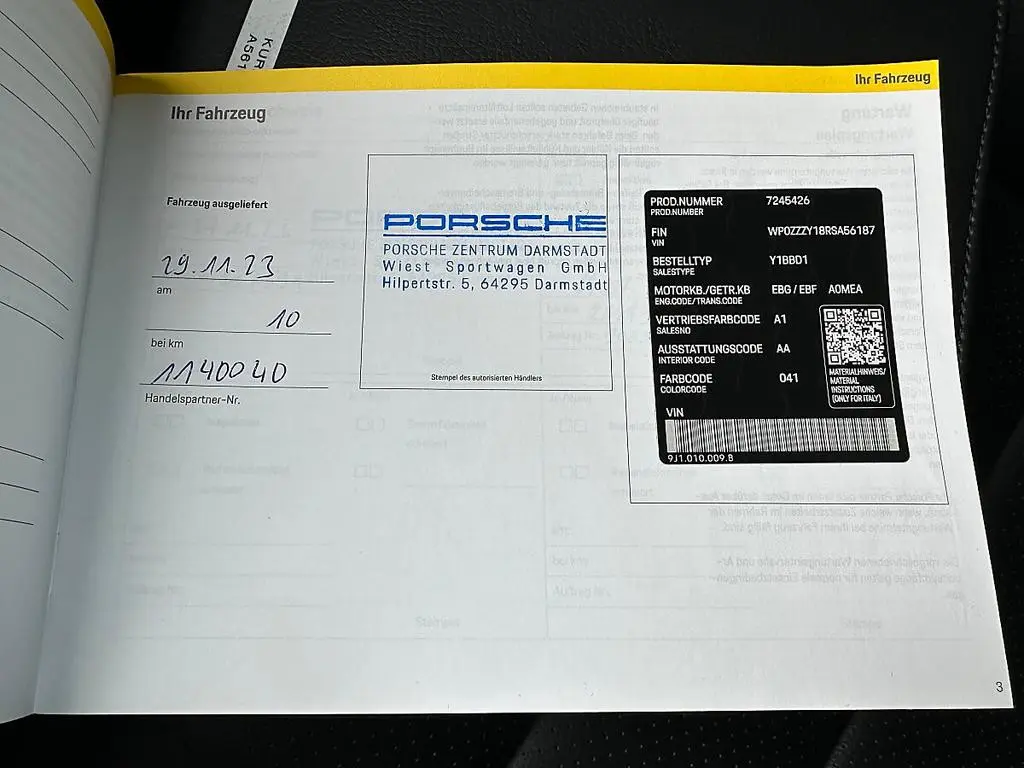 KUR
A561
Ihr Fahrzeug
Ihr Fahrzeug
Fahrzeug ausgeliefert
29.11.23
am
10
bei km
1140040
Handelspartner-Nr.
PORSCHE
PORSCHE ZENTRUM DARMSTADT
Wiest Sportwagen GmbH
Hilpertstr. 5, 64295 Darmstadt
Stempel des autorisierten Händlers
PROD.NUMMER 7245426
PROD.NUMBER
FIN WP0ZZZY18RSA56187
VIN
BESTELLTYP Y1BBD1
SALESTYPE
MOTORKB./GETR.KB EBG / EBF A0MEA
ENG.CODE/TRANS.CODE
VERTRIEBSFARBCODE A1
SALESNO
AUSSTATTUNGSCODE AA
INTERIOR CODE
FARBCODE 041
COLORCODE
MATERIALHINWEIS/
MATERIAL
INSTRUCTIONS
(ONLY FOR ITALY)
VIN
9J1.010.009.B
3